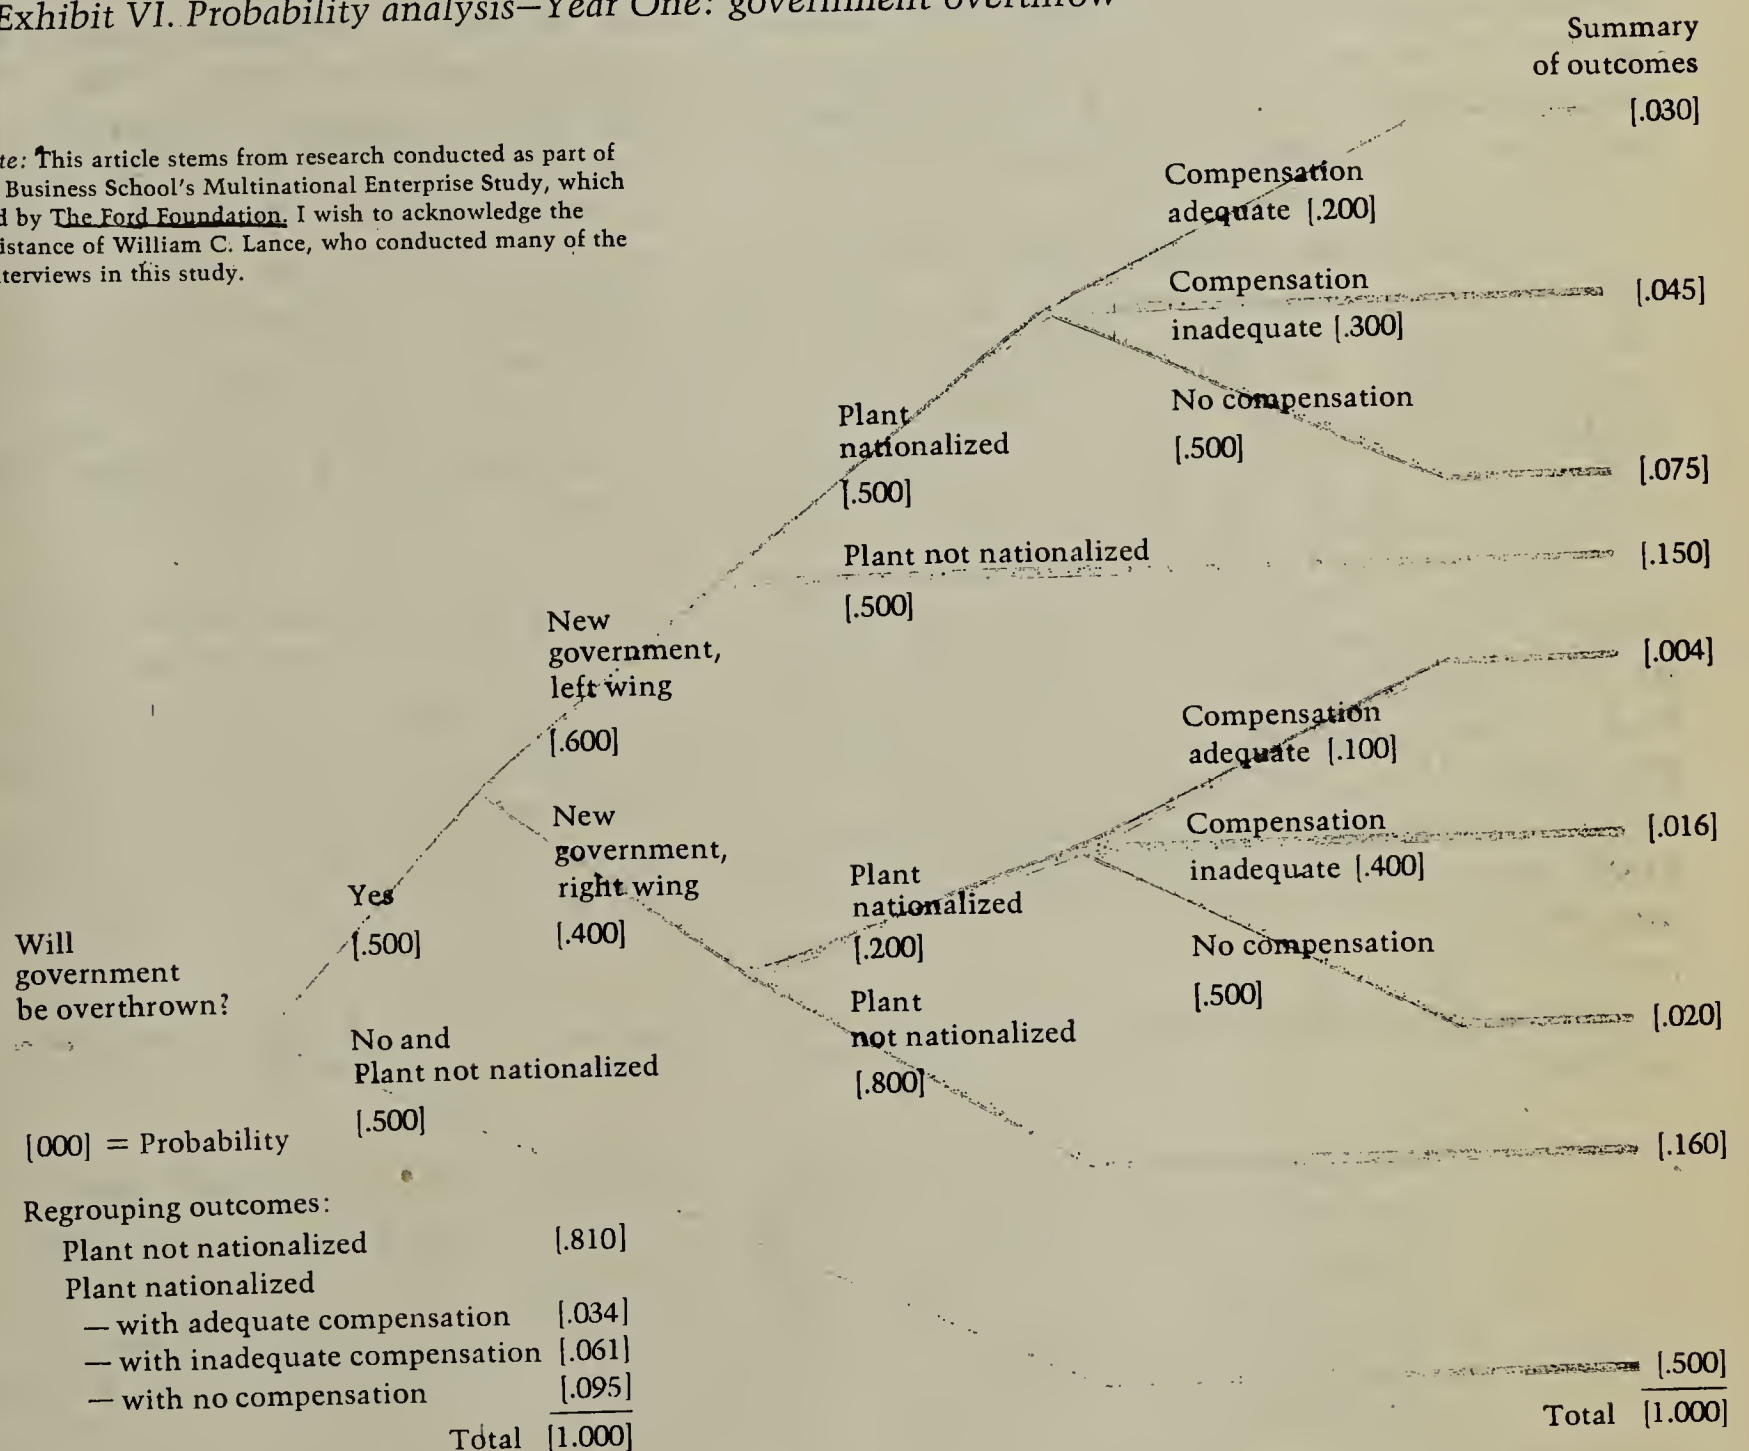 Exhibit VI. Probability analysis—Year One: government overthrow
Summary
of outcomes
te: This article stems from research conducted as part of
Business School's Multinational Enterprise Study, which
d by The Ford Foundation. I wish to acknowledge the
istance of William C. Lance, who conducted many of the
terviews in this study.
[.030]
Compensation
adequate [.200]
Compensation
inadequate [.300]
[.045]
No compensation
[.500]
[.075]
Plant
nationalized
[.500]
Plant not nationalized
[.500]
[.150]
New
government,
left wing
[.600]
[.004]
Compensation
adequate [.100]
Compensation
inadequate [.400]
[.016]
No compensation
[.500]
[.020]
New
government,
right wing
[.400]
Plant
nationalized
[.200]
Plant
not nationalized
[.800]
[.160]
Yes
[.500]
Will
government
be overthrown?
No and
Plant not nationalized
[.500]
[.500]
Total [1.000]
[000] = Probability
Regrouping outcomes:
Plant not nationalized [.810]
Plant nationalized
— with adequate compensation [.034]
— with inadequate compensation [.061]
— with no compensation [.095]
Total [1.000]